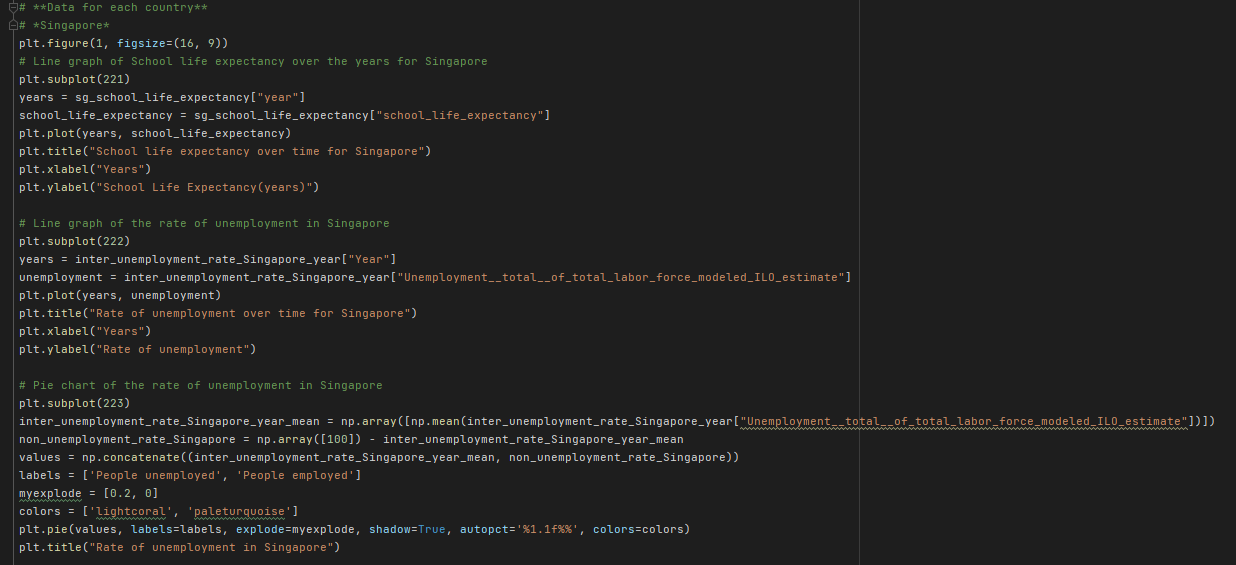 # **Data for each country**
# *Singapore*
plt.figure(1, figsize=(16, 9))
# Line graph of School life expectancy over the years for Singapore
plt.subplot(221)
years = sg_school_life_expectancy["year"]
school_life_expectancy = sg_school_life_expectancy["school_life_expectancy"]
plt.plot(years, school_life_expectancy)
plt.title("School life expectancy over time for Singapore")
plt.xlabel("Years")
plt.ylabel("School Life Expectancy(years)")
# Line graph of the rate of unemployment in Singapore
plt.subplot(222)
years = inter_unemployment_rate_Singapore_year["Year"]
unemployment = inter_unemployment_rate_Singapore_year["Unemployment__total__of_total_labor_force_modeled_ILO_estimate"]
plt.plot(years, unemployment)
plt.title("Rate of unemployment over time for Singapore")
plt.xlabel("Years")
plt.ylabel("Rate of unemployment")
# Pie chart of the rate of unemployment in Singapore
plt.subplot(223)
inter_unemployment_rate_Singapore_year_mean = np.array([np.mean(inter_unemployment_rate_Singapore_year["Unemployment__total__of_total_labor_force_modeled_ILO_estimate"])])
non_unemployment_rate_Singapore = np.array([100]) - inter_unemployment_rate_Singapore_year_mean
values = np.concatenate((inter_unemployment_rate_Singapore_year_mean, non_unemployment_rate_Singapore))
labels = ['People unemployed', 'People employed']
myexplode = [0.2, 0]
colors = ['lightcoral', 'paleturquoise']
plt.pie(values, labels=labels, explode=myexplode, shadow=True, autopct='%1.1f%%', colors=colors)
plt.title("Rate of unemployment in Singapore")